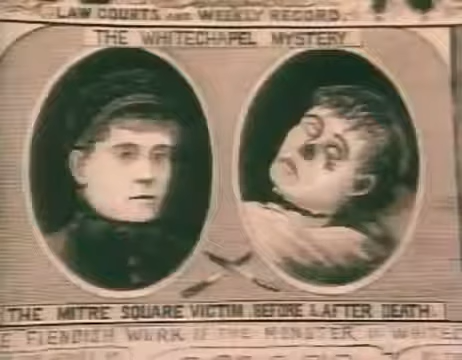 LAW COURTS AND WEEKLY RECORD.
THE WHITECHAPEL MYSTERY
THE MITRE SQUARE VICTIM BEFORE & AFTER DEATH.
FIENDISH WORK OF THE MONSTER